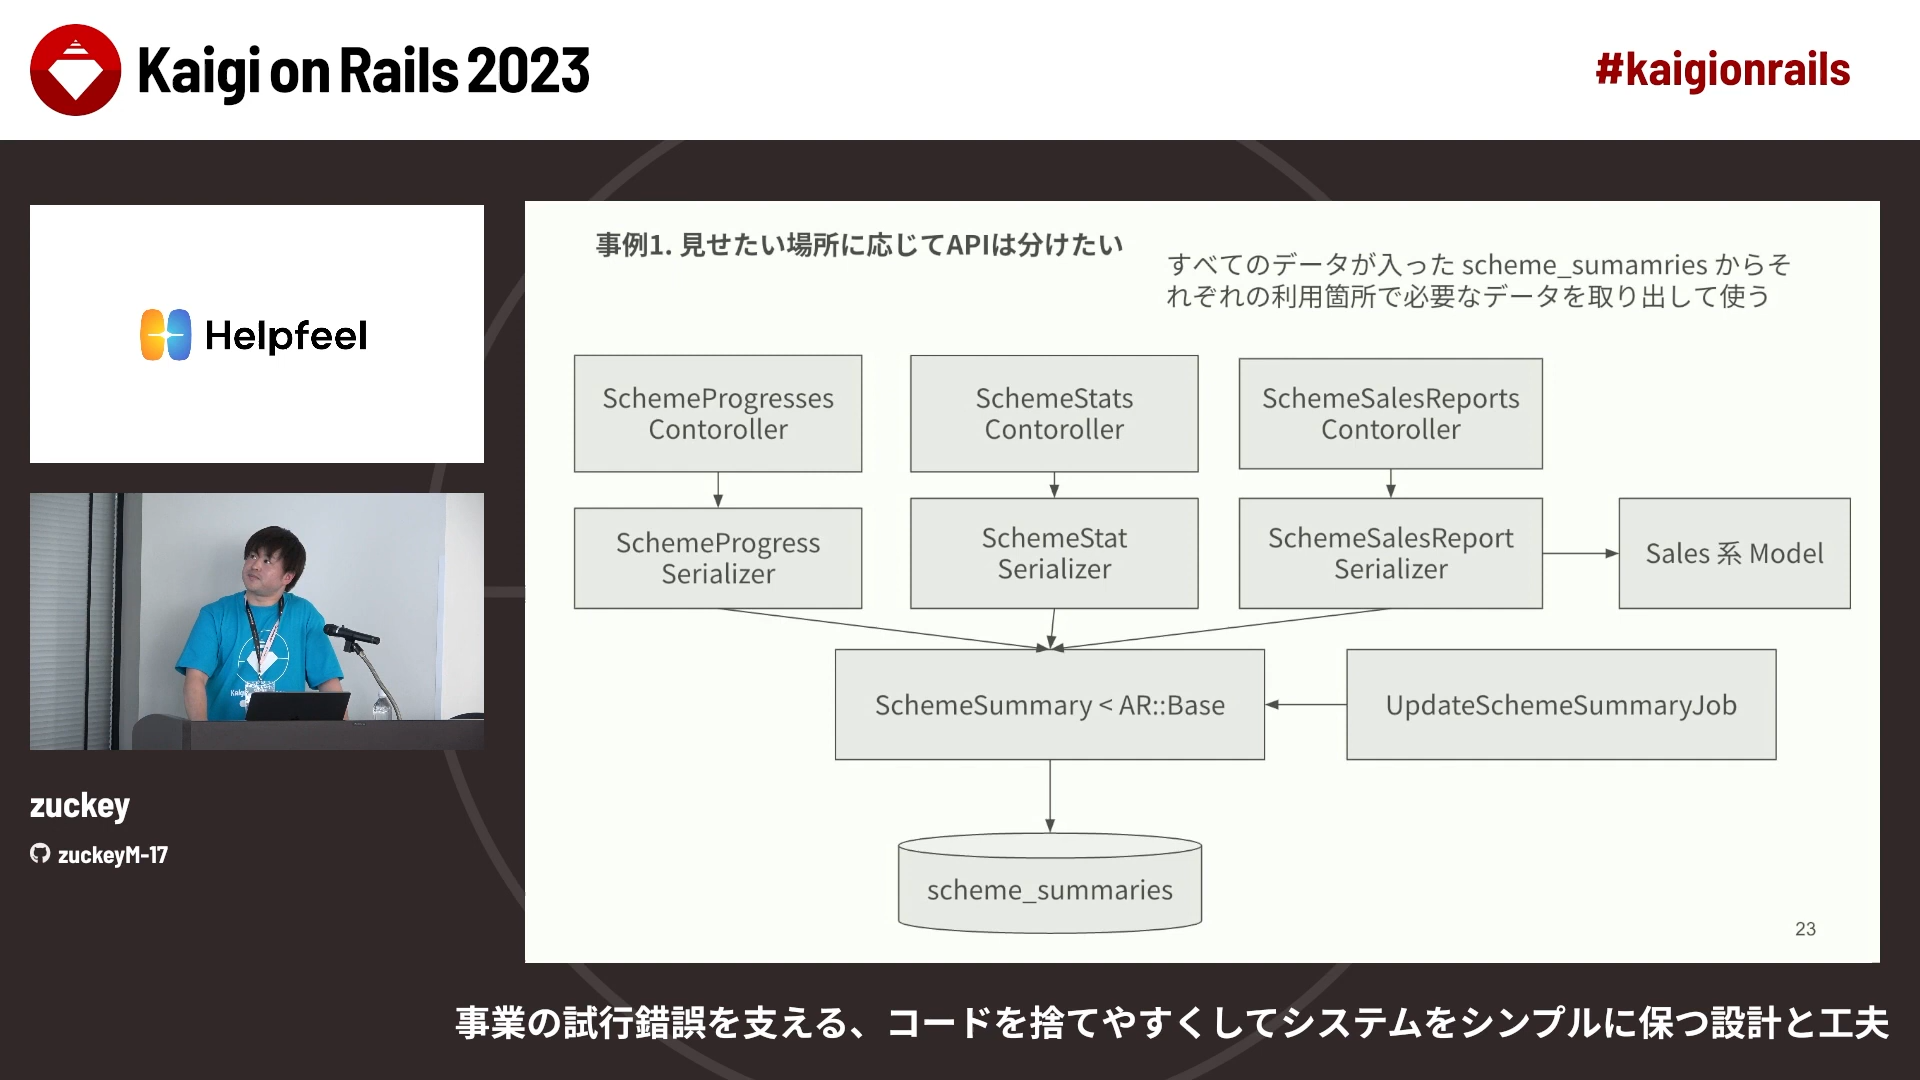 Kaigi on Rails 2023
#kaigionrails
Helpfeel
zuckey
zuckeyM-17
事例1. 見せたい場所に応じてAPIは分けたい
すべてのデータが入った scheme_sumamries からそ
れぞれの利用箇所で必要なデータを取り出して使う
SchemeProgresses
Contoroller
SchemeStats
Contoroller
SchemeSalesReports
Contoroller
SchemeProgress
Serializer
SchemeStat
Serializer
SchemeSalesReport
Serializer
Sales 系 Model
SchemeSummary < AR::Base
UpdateSchemeSummaryJob
scheme_summaries
23
事業の試行錯誤を支える、コードを捨てやすくしてシステムをシンプルに保つ設計と工夫